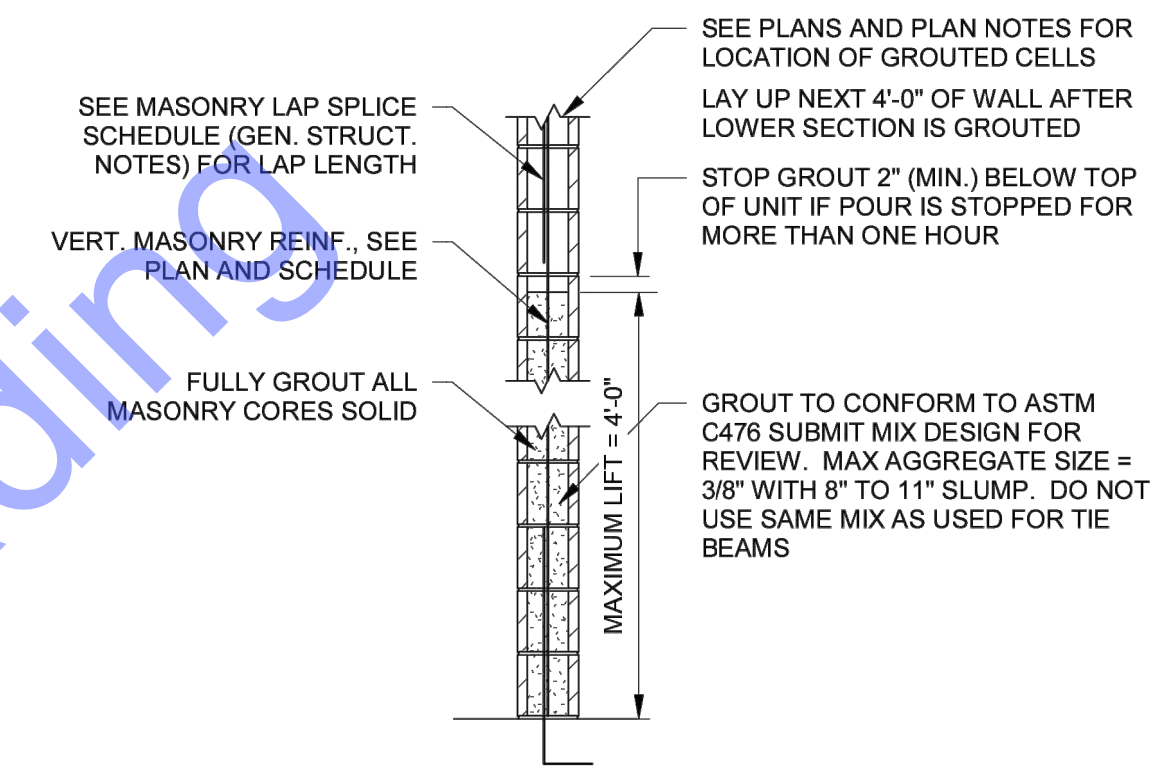 SEE PLANS AND PLAN NOTES FOR
LOCATION OF GROUTED CELLS
LAY UP NEXT 4'-0" OF WALL AFTER
LOWER SECTION IS GROUTED
SEE MASONRY LAP SPLICE
SCHEDULE (GEN. STRUCT.
NOTES) FOR LAP LENGTH
STOP GROUT 2" (MIN.) BELOW TOP
OF UNIT IF POUR IS STOPPED FOR
MORE THAN ONE HOUR
VERT. MASONRY REINF., SEE
PLAN AND SCHEDULE
FULLY GROUT ALL
MASONRY CORES SOLID
MAXIMUM LIFT = 4'-0"
GROUT TO CONFORM TO ASTM
C476 SUBMIT MIX DESIGN FOR
REVIEW. MAX AGGREGATE SIZE =
3/8" WITH 8" TO 11" SLUMP. DO NOT
USE SAME MIX AS USED FOR TIE
BEAMS
ding